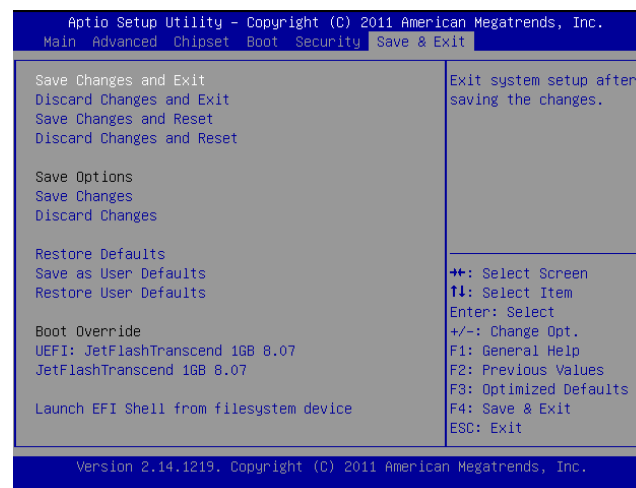 Aptio Setup Utility – Copyright (C) 2011 American Megatrends, Inc.
Main Advanced Chipset Boot Security Save & Exit
Save Changes and Exit
Discard Changes and Exit
Save Changes and Reset
Discard Changes and Reset
Save Options
Save Changes
Discard Changes
Restore Defaults
Save as User Defaults
Restore User Defaults
Boot Override
UEFI: JetFlashTranscend 1GB 8.07
JetFlashTranscend 1GB 8.07
Launch EFI Shell from filesystem device
Exit system setup after
saving the changes.
→←: Select Screen
↑↓: Select Item
Enter: Select
+/-: Change Opt.
F1: General Help
F2: Previous Values
F3: Optimized Defaults
F4: Save & Exit
ESC: Exit
Version 2.14.1219. Copyright (C) 2011 American Megatrends, Inc.